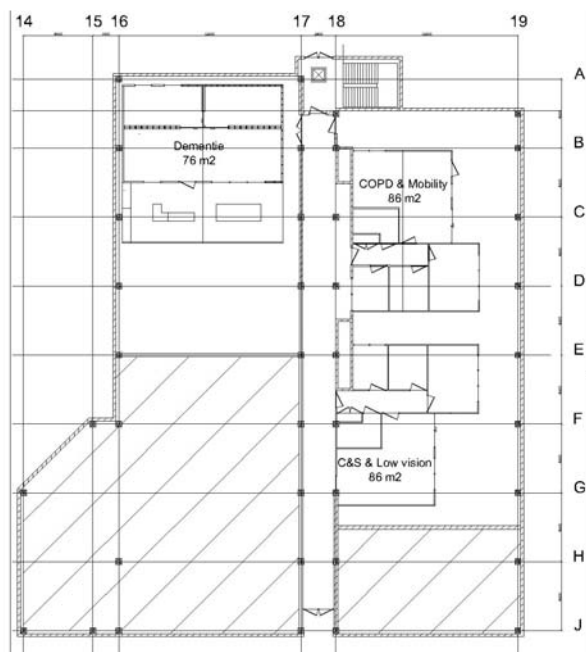 14 15 16 17 18 19
A
B
Dementie
76 m2
COPD & Mobility
86 m2
C
D
E
F
C&S & Low vision
86 m2
G
H
J